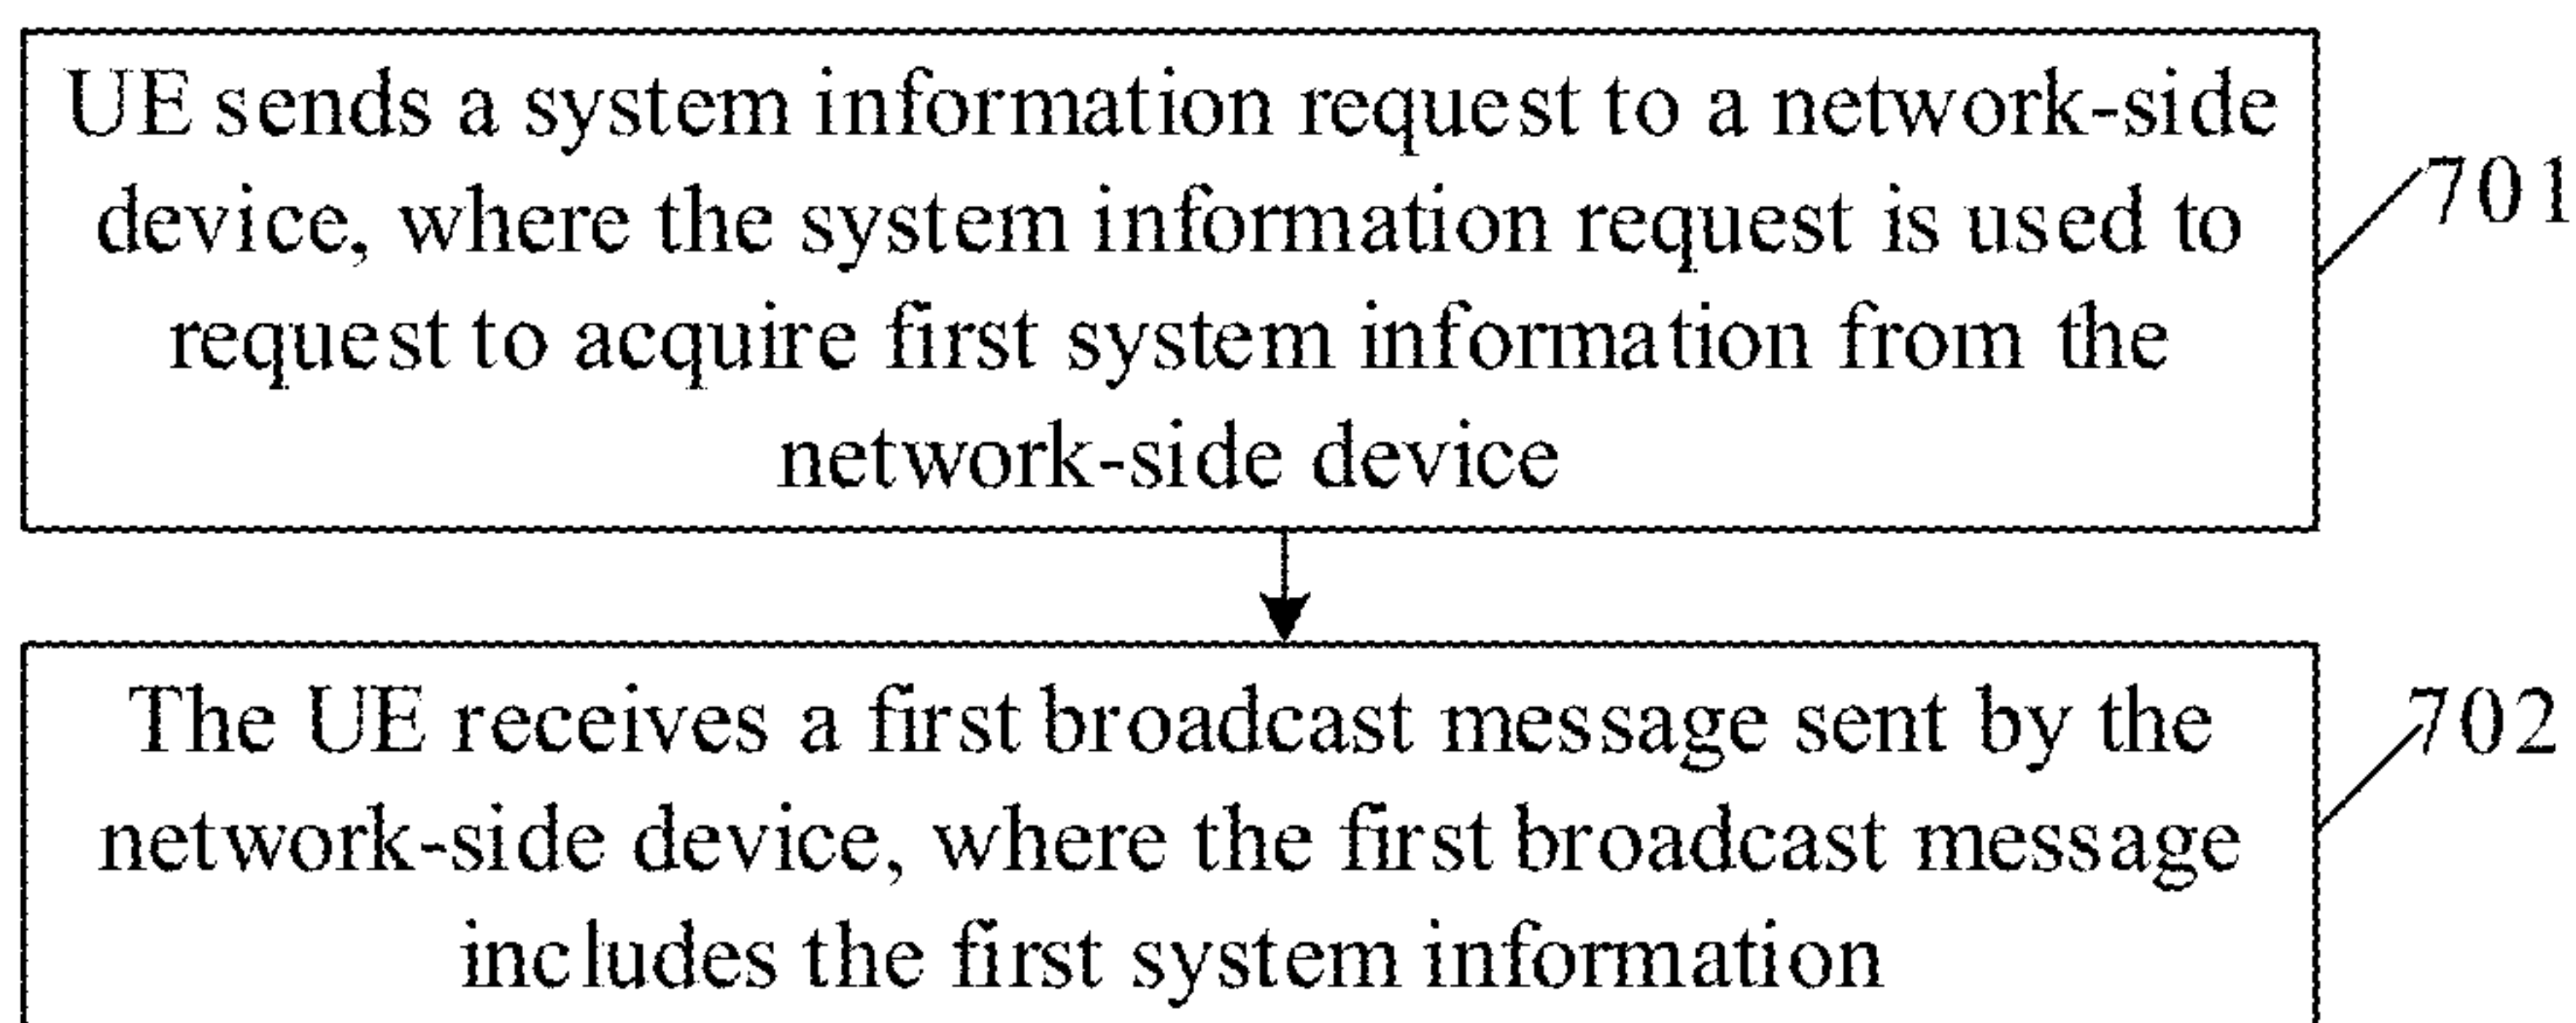 UE sends a system information request to a network-side
device, where the system information request is used to
request to acquire first system information from the
network-side device
701
The UE receives a first broadcast message sent by the
network-side device, where the first broadcast message
includes the first system information
702